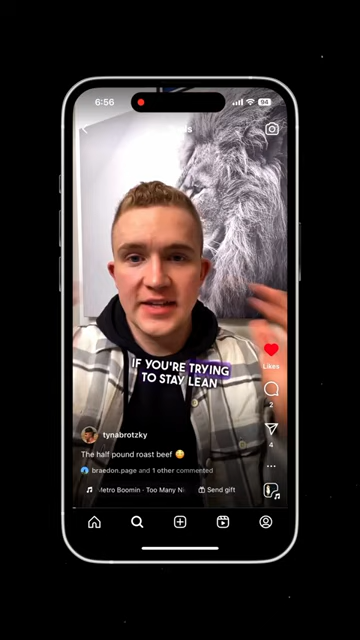 6:56
94
IF YOU'RE TRYING
TO STAY LEAN
Likes
2
4
tynabrotzky
The half pound roast beef
braedon.page and 1 other commented
Metro Boomin · Too Many Ni
Send gift